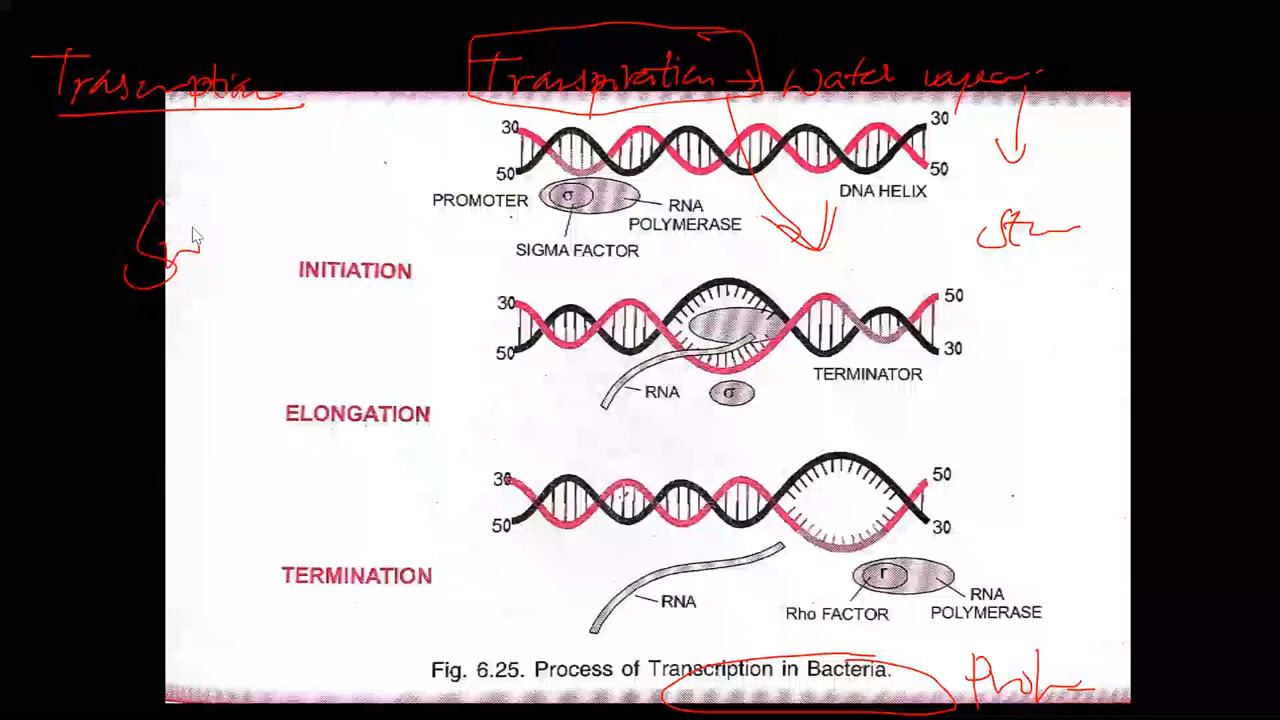 Trascription Transpiration → Water vapour.
30 30
50 50
PROMOTER σ RNA POLYMERASE DNA HELIX
SIGMA FACTOR
INITIATION
30 50
50 30
RNA σ TERMINATOR
ELONGATION
30 50
50 30
TERMINATION
RNA r
Rho FACTOR RNA POLYMERASE
Fig. 6.25. Process of Transcription in Bacteria.